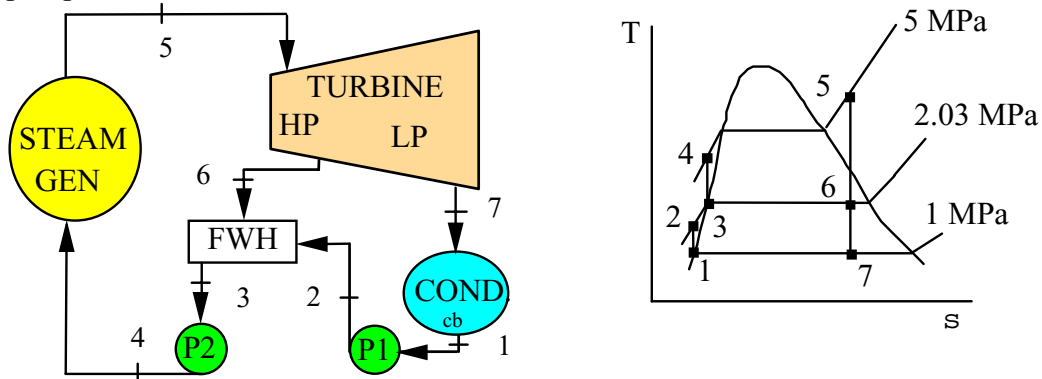 5
TURBINE
HP
LP
STEAM
GEN
6
7
FWH
3
2
COND.
cb
1
4
P2
P1
T
5 MPa
5
2.03 MPa
4
6
2
3
1 MPa
1
7
s